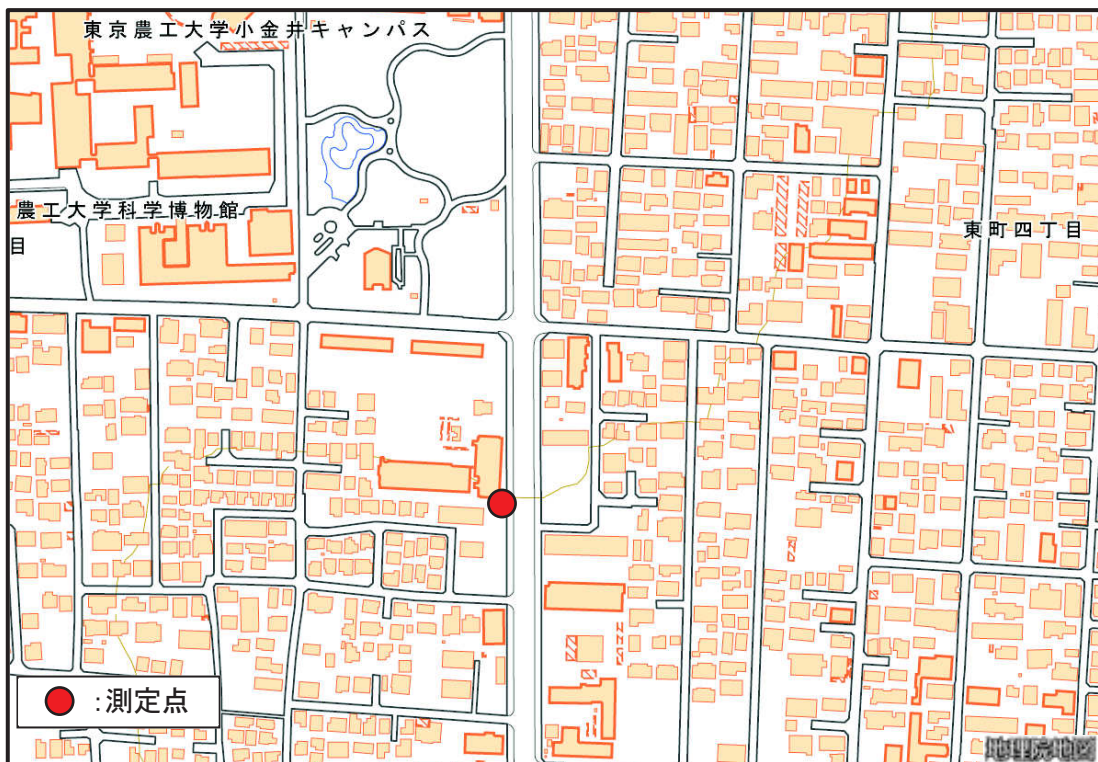 東京農工大学小金井キャンパス
農工大学科学博物館
目
東町四丁目
：測定点
地理院地図